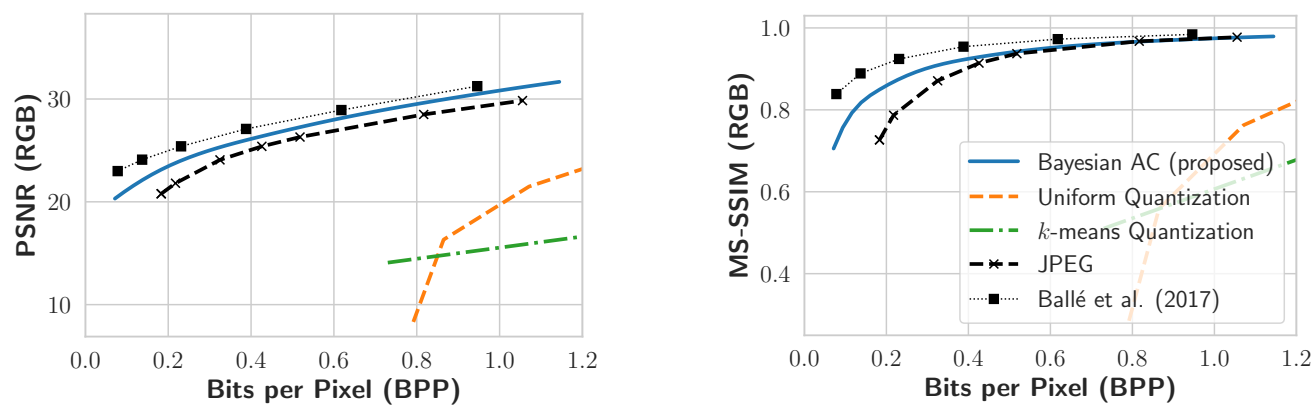 PSNR (RGB)
30
20
10
0.0 0.2 0.4 0.6 0.8 1.0 1.2
Bits per Pixel (BPP)
MS-SSIM (RGB)
1.0
0.8
0.6
0.4
0.0 0.2 0.4 0.6 0.8 1.0 1.2
Bits per Pixel (BPP)
Bayesian AC (proposed)
Uniform Quantization
k-means Quantization
JPEG
Ballé et al. (2017)